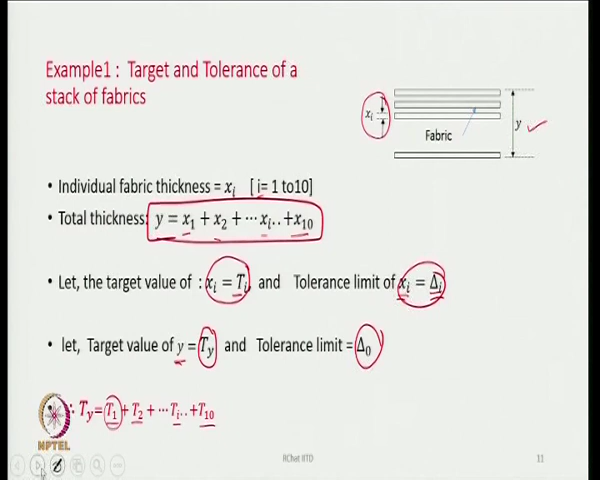 Example1 : Target and Tolerance of a
stack of fabrics
xᵢ
Fabric
y
• Individual fabric thickness = xᵢ [ i= 1 to10]
• Total thickness: y = x₁ + x₂ + ⋯ xᵢ.. +x₁₀
• Let, the target value of : xᵢ = Tᵢ, and Tolerance limit of xᵢ = Δᵢ
• let, Target value of y = Tᵧ and Tolerance limit = Δ₀
∴ Tᵧ = T₁ + T₂ + ⋯ Tᵢ.. +T₁₀
NPTEL
RChat IITD
11